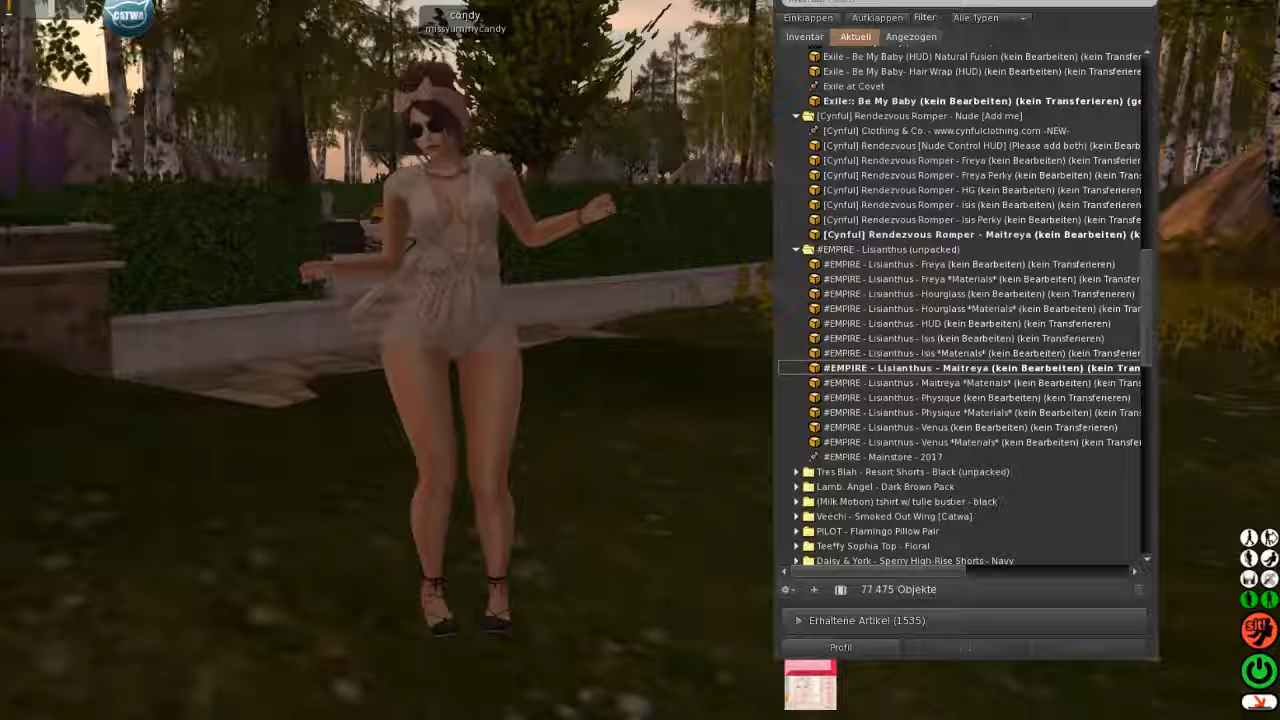 CATWA
candy
missyummycandy
Einklappen Aufklappen Filter Alle Typen
Inventar Aktuell Angezogen
Exile - Be My Baby (HUD) Natural Fusion (kein Bearbeiten) (kein Transfer
Exile - Be My Baby- Hair Wrap (HUD) (kein Bearbeiten) (kein Transferiere
Exile at Covet
Exile:: Be My Baby (kein Bearbeiten) (kein Transferieren) (ge
[Cynful] Rendezvous Romper - Nude [Add me]
[Cynful] Clothing & Co. - www.cynfulclothing.com -NEW-
[Cynful] Rendezvous [Nude Control HUD] (Please add both) (kein Bearb
[Cynful] Rendezvous Romper - Freya (kein Bearbeiten) (kein Transferie
[Cynful] Rendezvous Romper - Freya Perky (kein Bearbeiten) (kein Tran
[Cynful] Rendezvous Romper - HG (kein Bearbeiten) (kein Transferieren
[Cynful] Rendezvous Romper - Isis (kein Bearbeiten) (kein Transferiere
[Cynful] Rendezvous Romper - Isis Perky (kein Bearbeiten) (kein Transfe
[Cynful] Rendezvous Romper - Maitreya (kein Bearbeiten) (k
#EMPIRE - Lisianthus (unpacked)
#EMPIRE - Lisianthus - Freya (kein Bearbeiten) (kein Transferieren)
#EMPIRE - Lisianthus - Freya *Materials* (kein Bearbeiten) (kein Transfer
#EMPIRE - Lisianthus - Hourglass (kein Bearbeiten) (kein Transferieren)
#EMPIRE - Lisianthus - Hourglass *Materials* (kein Bearbeiten) (kein Tran
#EMPIRE - Lisianthus - HUD (kein Bearbeiten) (kein Transferieren)
#EMPIRE - Lisianthus - Isis (kein Bearbeiten) (kein Transferieren)
#EMPIRE - Lisianthus - Isis *Materials* (kein Bearbeiten) (kein Transferie
#EMPIRE - Lisianthus - Maitreya (kein Bearbeiten) (kein Tran
#EMPIRE - Lisianthus - Maitreya *Materials* (kein Bearbeiten) (kein Trans
#EMPIRE - Lisianthus - Physique (kein Bearbeiten) (kein Transferieren)
#EMPIRE - Lisianthus - Physique *Materials* (kein Bearbeiten) (kein Trans
#EMPIRE - Lisianthus - Venus (kein Bearbeiten) (kein Transferieren)
#EMPIRE - Lisianthus - Venus *Materials* (kein Bearbeiten) (kein Transfe
#EMPIRE - Mainstore - 2017
Tres Blah - Resort Shorts - Black (unpacked)
Lamb. Angel - Dark Brown Pack
(Milk Motion) tshirt w/ tulle bustier - black
Veechi - Smoked Out Wing [Catwa]
PILOT - Flamingo Pillow Pair
Tee*fy Sophia Top - Floral
Daisy & York - Sperry High-Rise Shorts - Navy
77.475 Objekte
Erhaltene Artikel (1535)
Profil
sit!